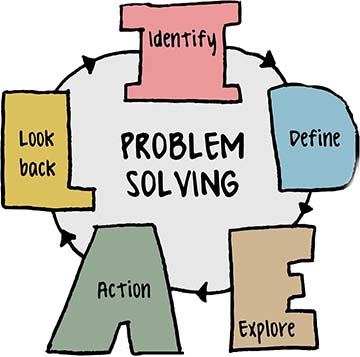 Identify
Define
Explore
Action
Look
back
PROBLEM
SOLVING